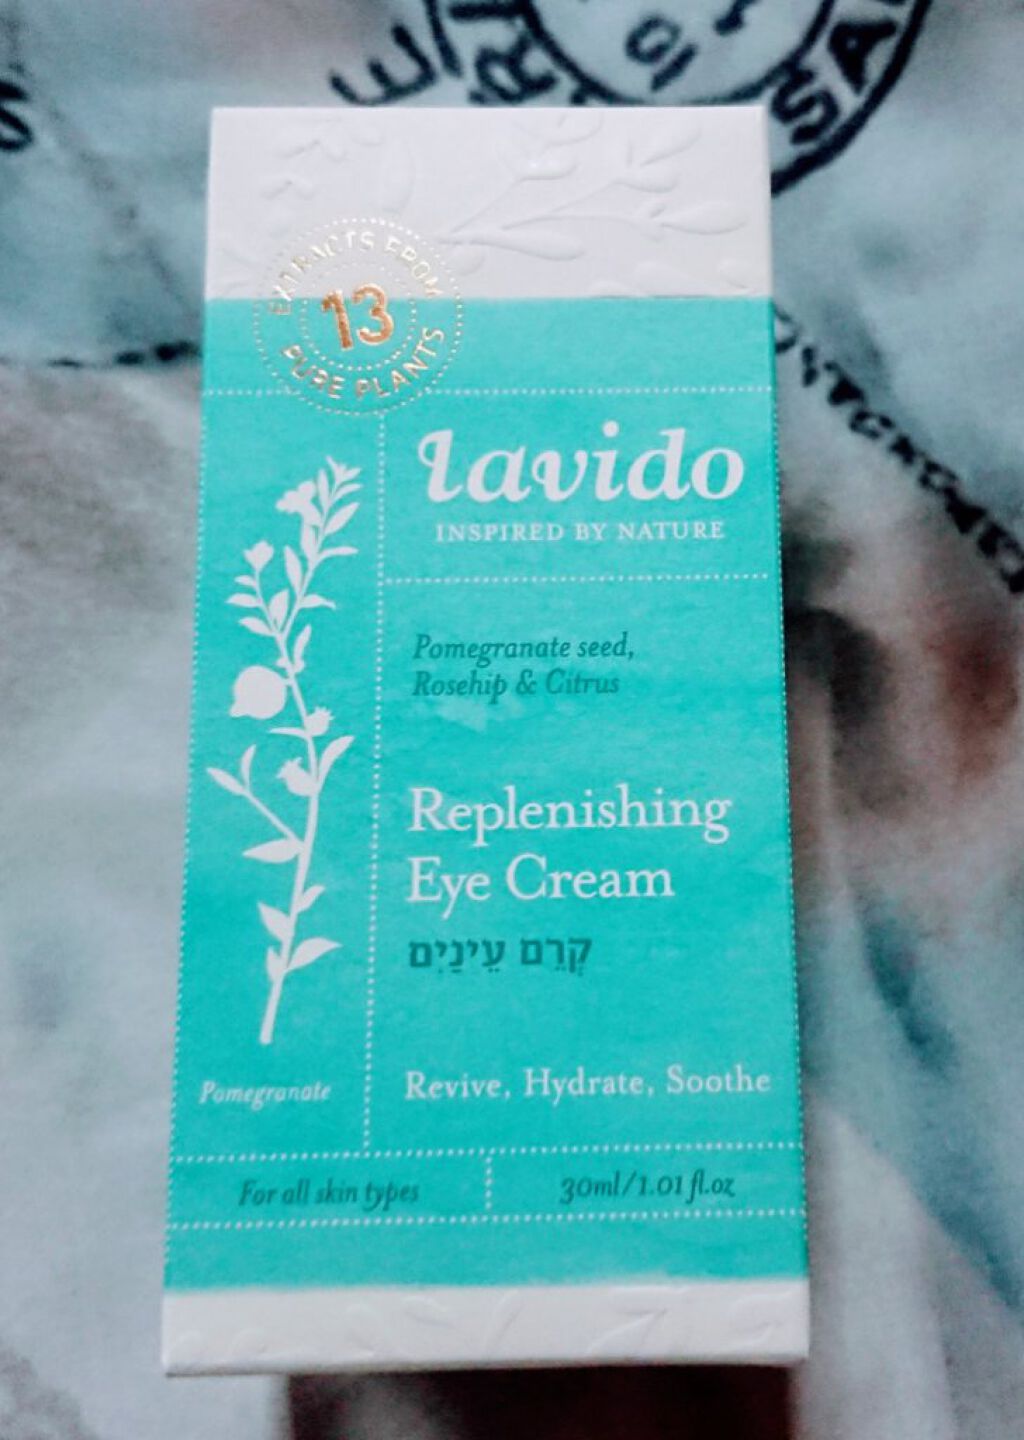 EXTRACTS FROM
13
PURE PLANTS
lavido
INSPIRED BY NATURE
Pomegranate seed,
Rosehip & Citrus
Replenishing
Eye Cream
קְרֵם עֵינַיִם
Pomegranate
Revive, Hydrate, Soothe
For all skin types
30ml/1.01 fl.oz